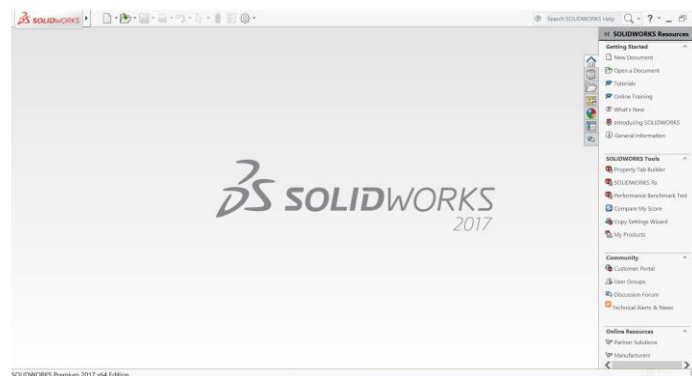 SOLIDWORKS
Search SOLIDWORKS Help
?
SOLIDWORKS Resources
Getting Started
New Document
Open a Document
Tutorials
Online Training
What's New
Introducing SOLIDWORKS
General Information
SOLIDWORKS Tools
Property Tab Builder
SOLIDWORKS Rx
Performance Benchmark Test
Compare My Score
Copy Settings Wizard
My Products
Community
Customer Portal
User Groups
Discussion Forum
Technical Alerts & News
Online Resources
Partner Solutions
Manufacturers
SOLIDWORKS
2017
SOLIDWORKS Premium 2017 x64 Edition